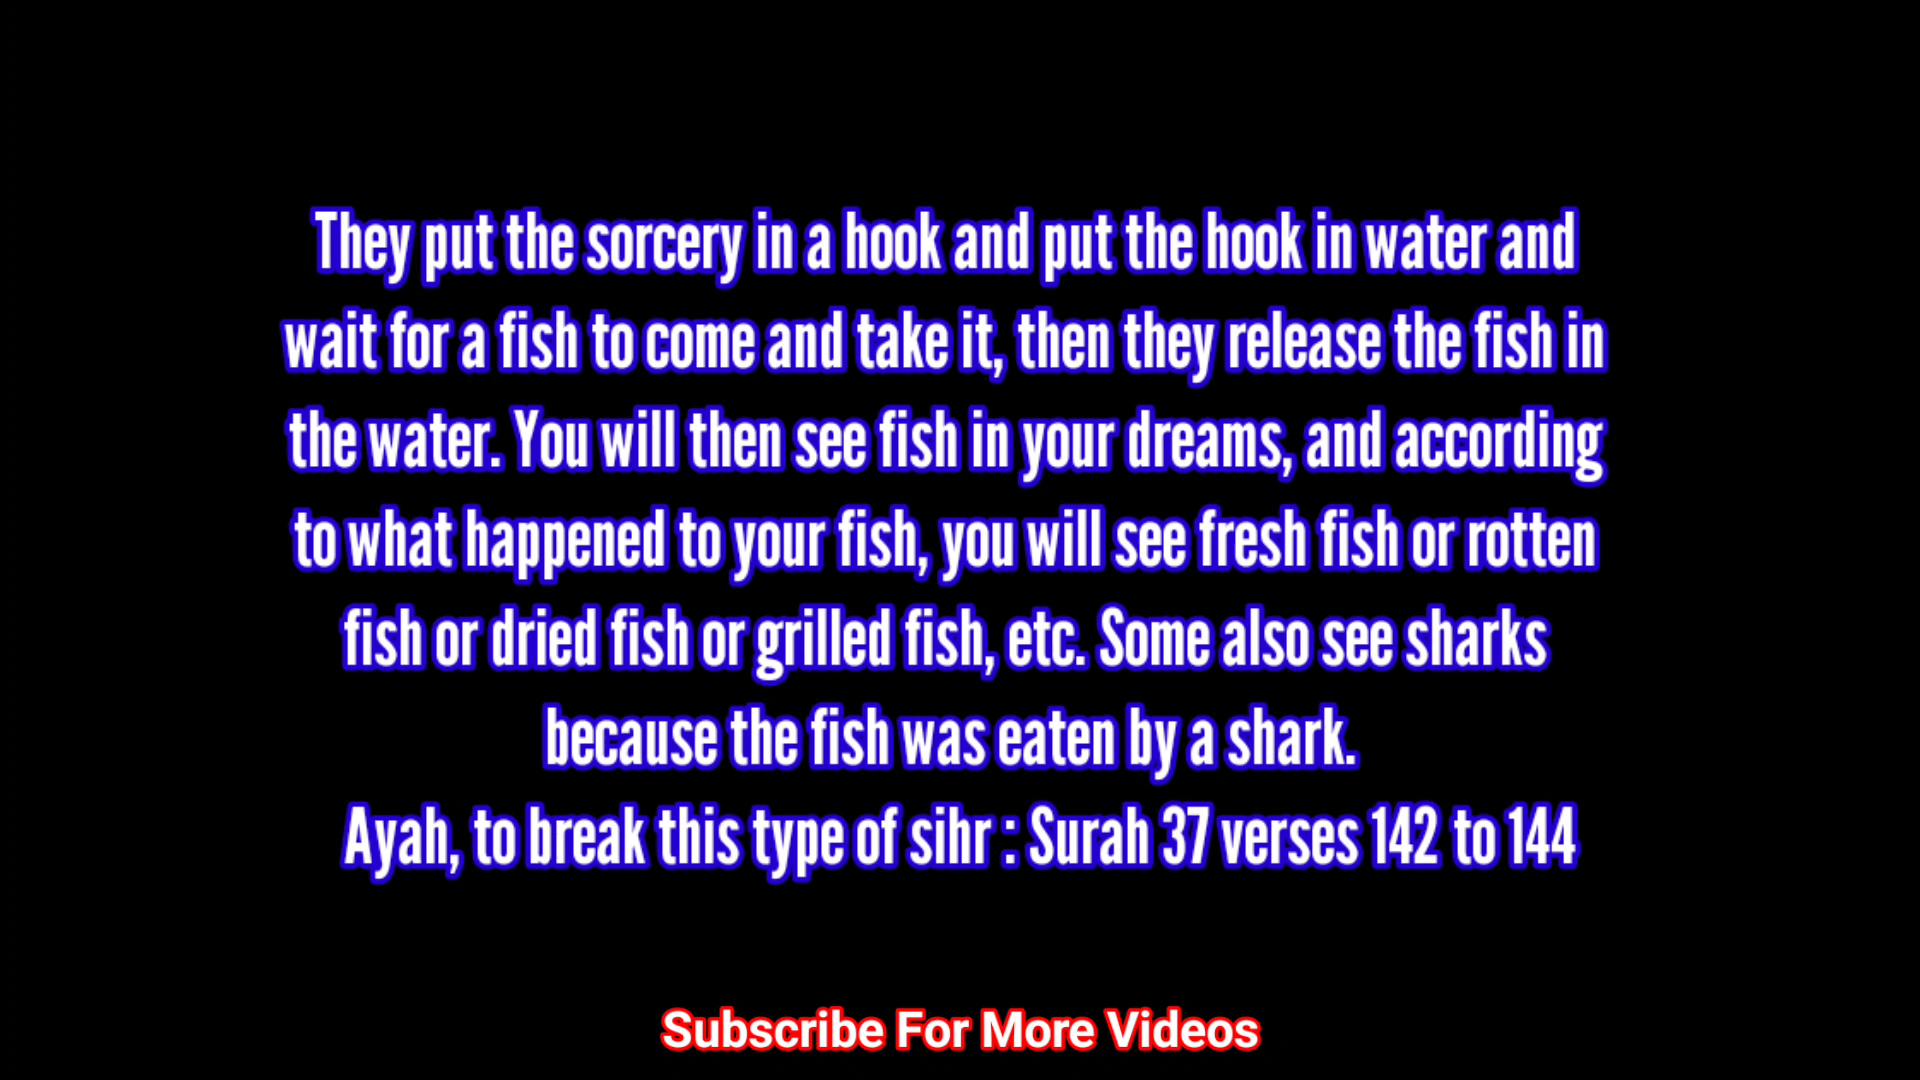 They put the sorcery in a hook and put the hook in water and
wait for a fish to come and take it, then they release the fish in
the water. You will then see fish in your dreams, and according
to what happened to your fish, you will see fresh fish or rotten
fish or dried fish or grilled fish, etc. Some also see sharks
because the fish was eaten by a shark.
Ayah, to break this type of sihr : Surah 37 verses 142 to 144
Subscribe For More Videos